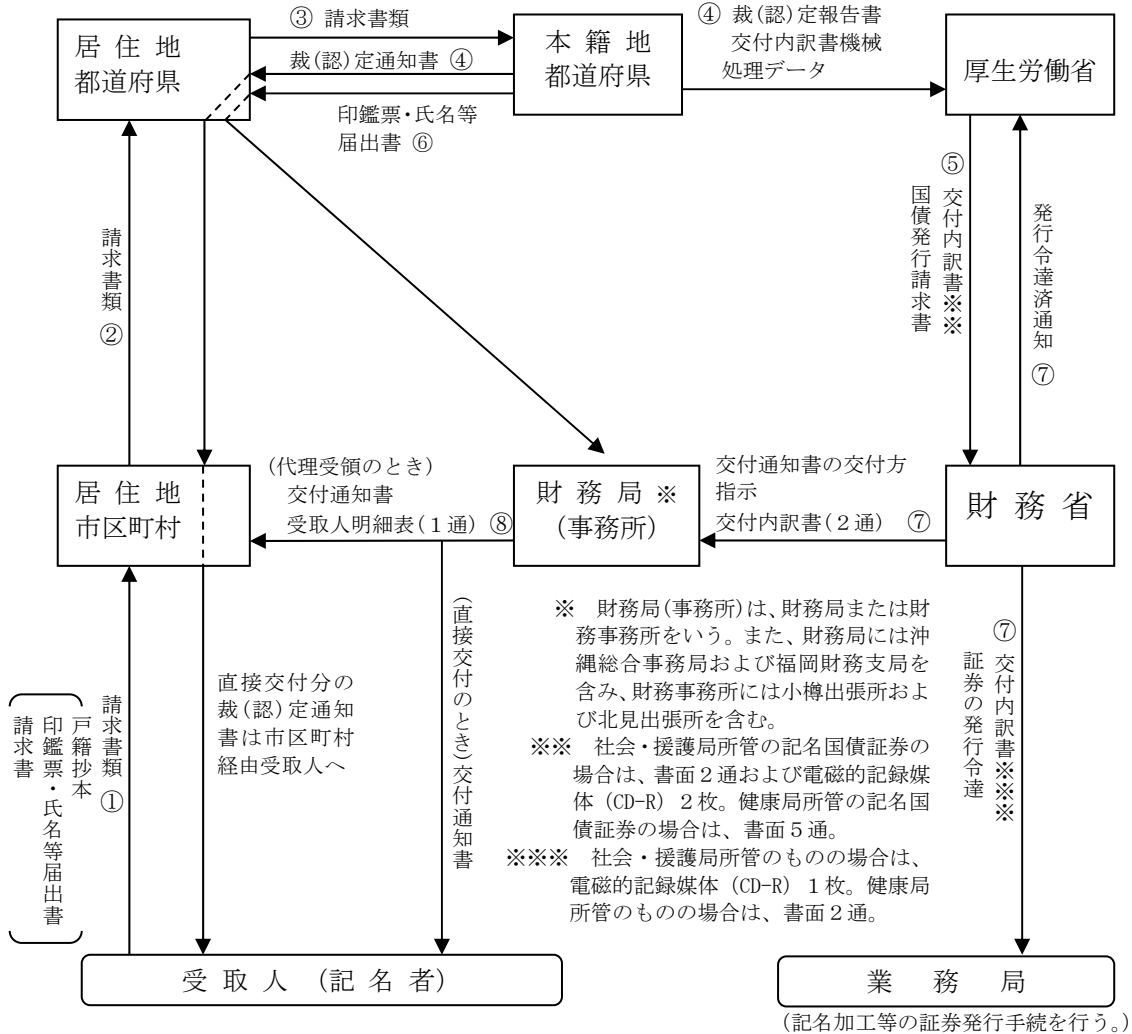 ③ 請求書類
居住地
都道府県
裁(認)定通知書 ④
本籍地
都道府県
④ 裁(認)定報告書
交付内訳書機械
処理データ
厚生労働省
印鑑票・氏名等
届出書 ⑥
請求書類 ②
⑤ 交付内訳書※※
国債発行請求書
発行令達済通知 ⑦
居住地
市区町村
(代理受領のとき)
交付通知書
受取人明細表(1通) ⑧
財務局※
(事務所)
交付通知書の交付方
指示
交付内訳書(2通) ⑦
財務省
請求書類 ①
戸籍抄本
印鑑票・氏名等届出書
請求書
直接交付分の
裁(認)定通知
書は市区町村
経由受取人へ
(直接交付のとき)交付通知書
※ 財務局(事務所)は、財務局または財
務事務所をいう。また、財務局には沖
縄総合事務局および福岡財務支局を
含み、財務事務所には小樽出張所およ
び北見出張所を含む。
※※ 社会・援護局所管の記名国債証券の
場合は、書面2通および電磁的記録媒
体(CD-R)2枚。健康局所管の記名国
債証券の場合は、書面5通。
※※※ 社会・援護局所管のものの場合は、
電磁的記録媒体(CD-R)1枚。健康局
所管のものの場合は、書面2通。
⑦ 交付内訳書※※※
証券の発行令達
受取人(記名者)
業務局
(記名加工等の証券発行手続を行う。)